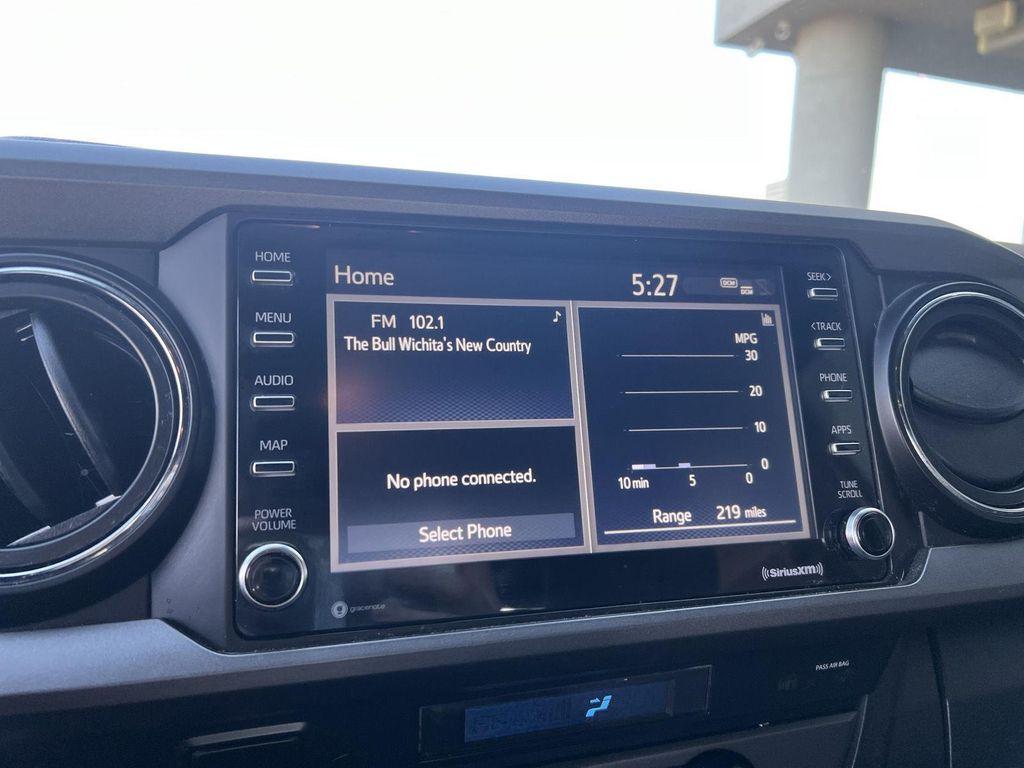 HOME
MENU
AUDIO
MAP
POWER
VOLUME
Home
5:27
DCM
DCM
FM 102.1
The Bull Wichita's New Country
No phone connected.
Select Phone
MPG
30
20
10
0
10 min 5 0
Range 219 miles
SEEK>
<TRACK
PHONE
APPS
TUNE
SCROLL
gracenote
((SiriusXM))
PASS AIR BAG